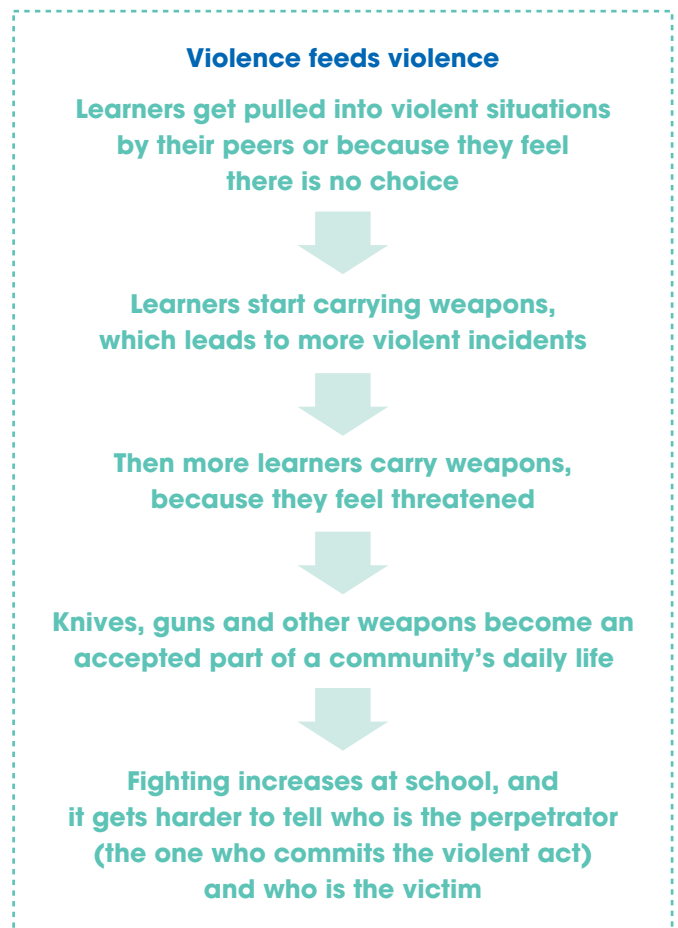 Violence feeds violence
Learners get pulled into violent situations
by their peers or because they feel
there is no choice
Learners start carrying weapons,
which leads to more violent incidents
Then more learners carry weapons,
because they feel threatened
Knives, guns and other weapons become an
accepted part of a community’s daily life
Fighting increases at school, and
it gets harder to tell who is the perpetrator
(the one who commits the violent act)
and who is the victim